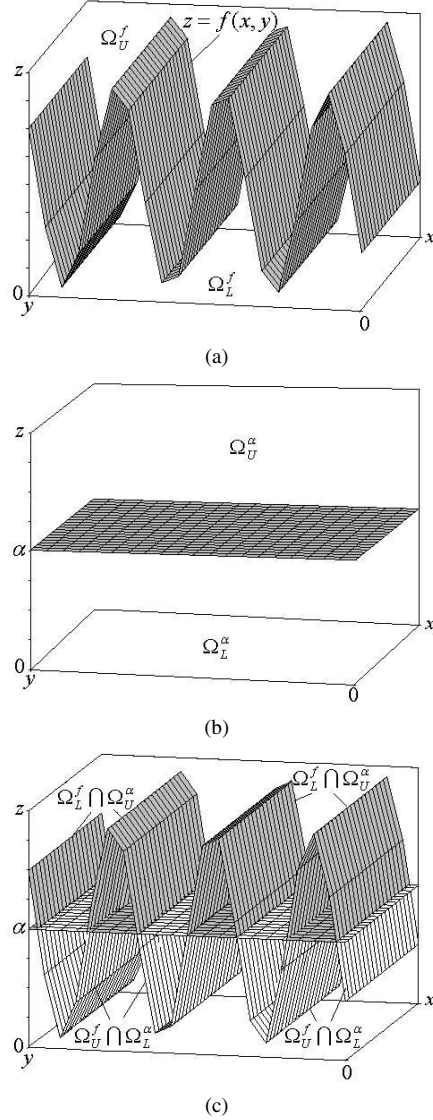 Ω_U^f
z = f(x, y)
z
x
Ω_L^f
0
y
0
(a)
z
Ω_U^α
α
x
Ω_L^α
0
y
0
(b)
Ω_L^f ⋂ Ω_U^α
Ω_L^f ⋂ Ω_U^α
z
α
x
0
y
Ω_U^f ⋂ Ω_L^α
Ω_U^f ⋂ Ω_L^α
0
(c)